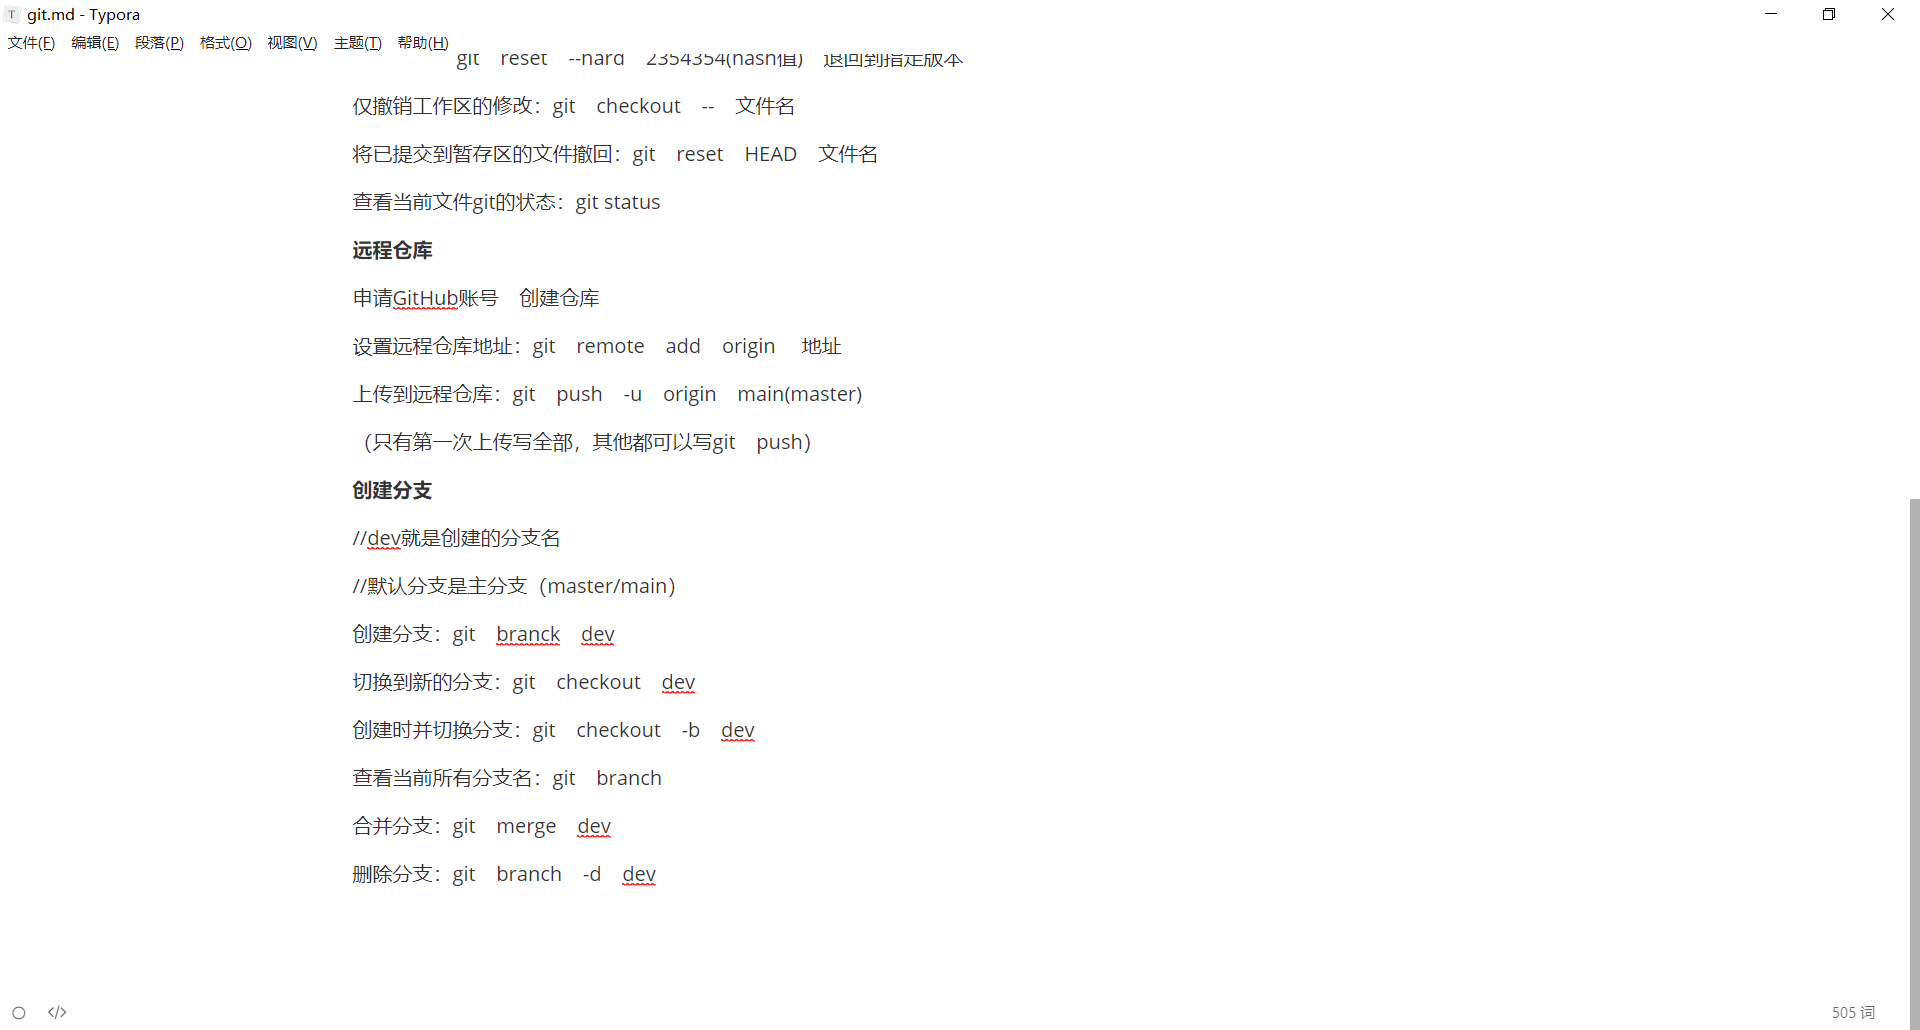 git.md - Typora
文件(F) 编辑(E) 段落(P) 格式(O) 视图(V) 主题(T) 帮助(H)
git reset --hard 2354354(hash值) 退回到指定版本
仅撤销工作区的修改：git checkout -- 文件名
将已提交到暂存区的文件撤回：git reset HEAD 文件名
查看当前文件git的状态：git status
远程仓库
申请GitHub账号 创建仓库
设置远程仓库地址：git remote add origin 地址
上传到远程仓库：git push -u origin main(master)
（只有第一次上传写全部，其他都可以写git push）
创建分支
//dev就是创建的分支名
//默认分支是主分支（master/main）
创建分支：git branck dev
切换到新的分支：git checkout dev
创建时并切换分支：git checkout -b dev
查看当前所有分支名：git branch
合并分支：git merge dev
删除分支：git branch -d dev
505 词